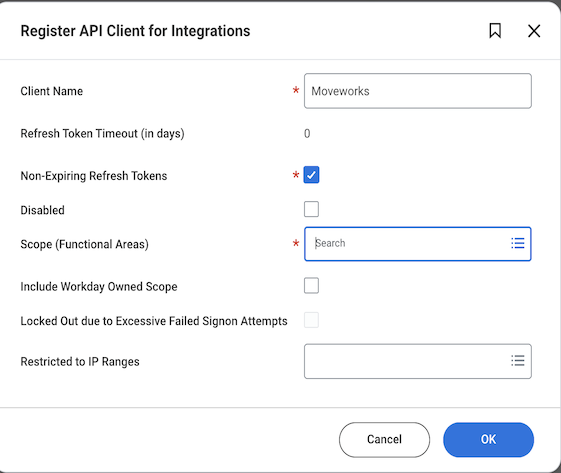 Register API Client for Integrations
Client Name * Moveworks
Refresh Token Timeout (in days) 0
Non-Expiring Refresh Tokens *
Disabled
Scope (Functional Areas) * Search
Include Workday Owned Scope
Locked Out due to Excessive Failed Signon Attempts
Restricted to IP Ranges
Cancel OK